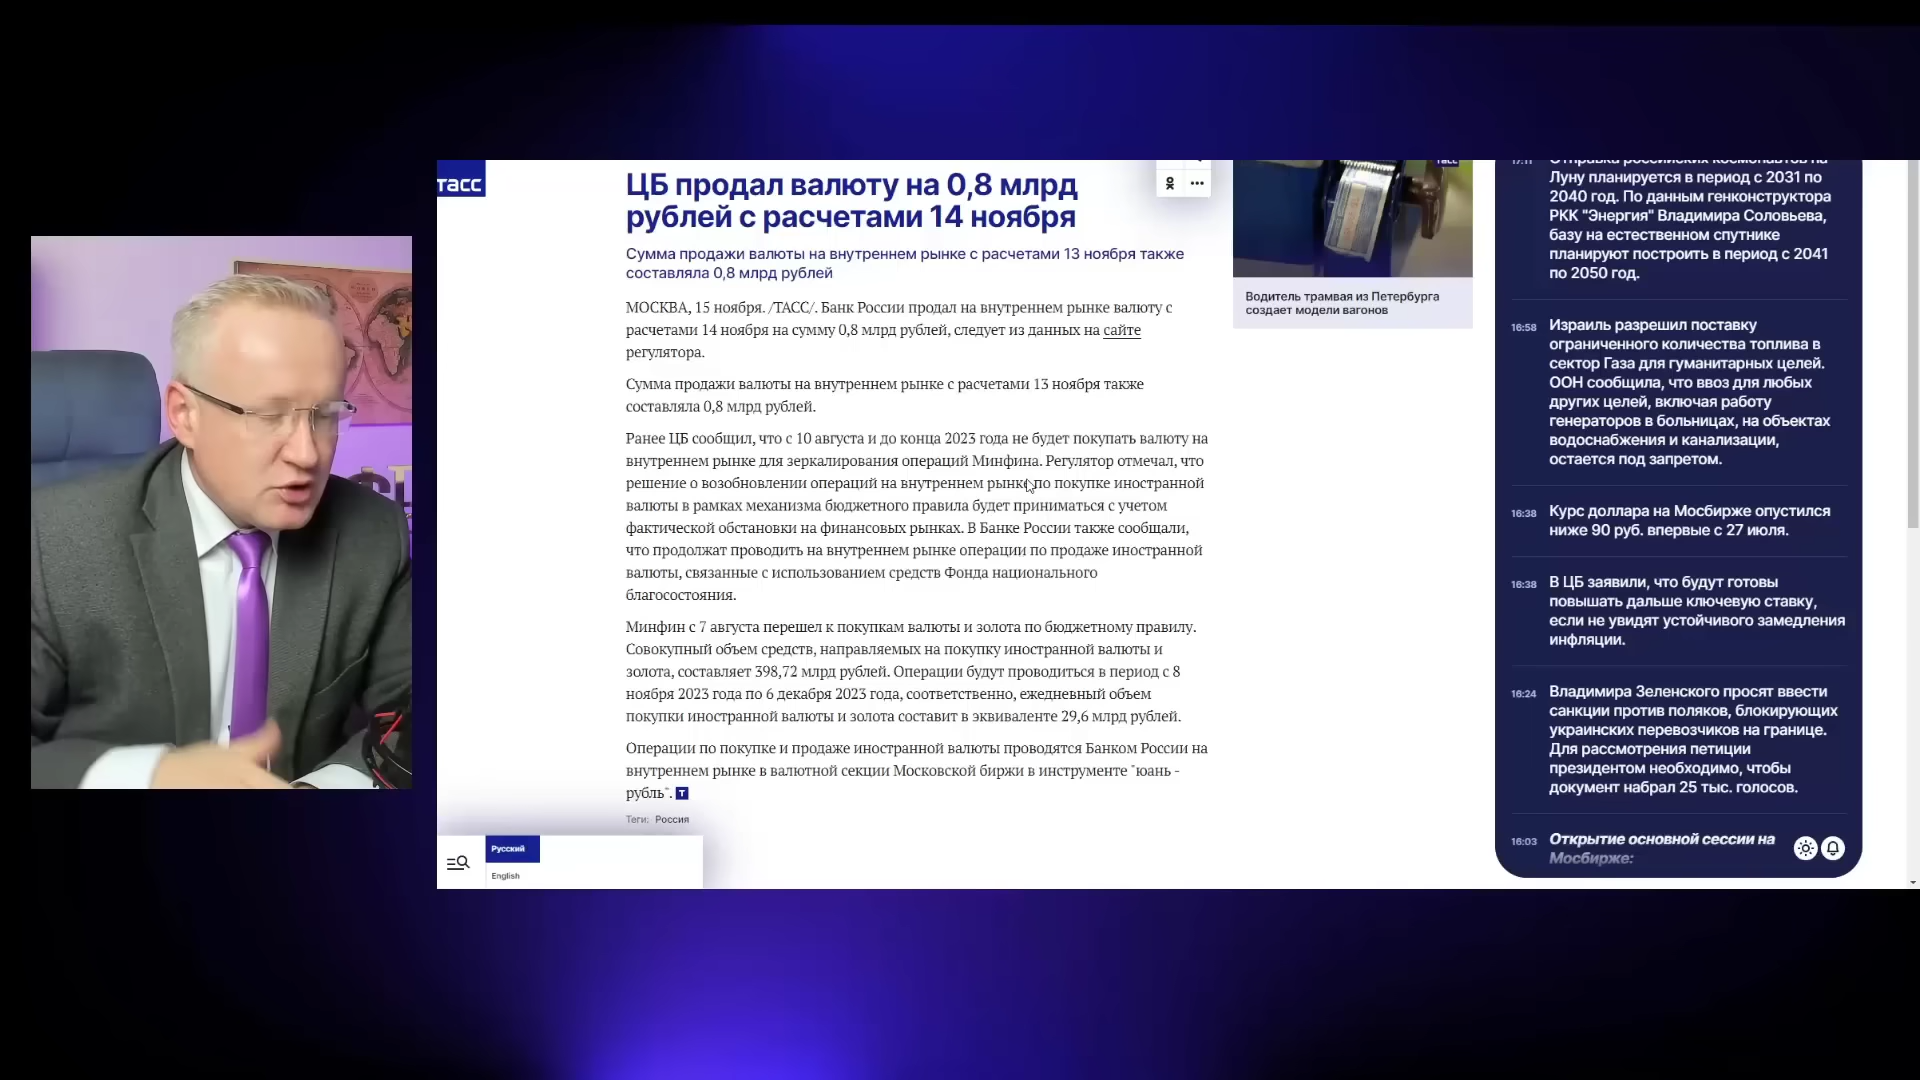 тасс
ЦБ продал валюту на 0,8 млрд
рублей с расчетами 14 ноября
Сумма продажи валюты на внутреннем рынке с расчетами 13 ноября также
составляла 0,8 млрд рублей
МОСКВА, 15 ноября. /ТАСС/. Банк России продал на внутреннем рынке валюту с
расчетами 14 ноября на сумму 0,8 млрд рублей, следует из данных на сайте
регулятора.
Сумма продажи валюты на внутреннем рынке с расчетами 13 ноября также
составляла 0,8 млрд рублей.
Ранее ЦБ сообщил, что с 10 августа и до конца 2023 года не будет покупать валюту на
внутреннем рынке для зеркалирования операций Минфина. Регулятор отмечал, что
решение о возобновлении операций на внутреннем рынке по покупке иностранной
валюты в рамках механизма бюджетного правила будет приниматься с учетом
фактической обстановки на финансовых рынках. В Банке России также сообщали,
что продолжат проводить на внутреннем рынке операции по продаже иностранной
валюты, связанные с использованием средств Фонда национального
благосостояния.
Минфин с 7 августа перешел к покупкам валюты и золота по бюджетному правилу.
Совокупный объем средств, направляемых на покупку иностранной валюты и
золота, составляет 398,72 млрд рублей. Операции будут проводиться в период с 8
ноября 2023 года по 6 декабря 2023 года, соответственно, ежедневный объем
покупки иностранной валюты и золота составит в эквиваленте 29,6 млрд рублей.
Операции по покупке и продаже иностранной валюты проводятся Банком России на
внутреннем рынке в валютной секции Московской биржи в инструменте "юань -
рубль". Т
Теги: Россия
Русский
English
тасс
Водитель трамвая из Петербурга
создает модели вагонов
17:11 Отправка российских космонавтов на
Луну планируется в период с 2031 по
2040 год. По данным генконструктора
РКК "Энергия" Владимира Соловьева,
базу на естественном спутнике
планируют построить в период с 2041
по 2050 год.
16:58 Израиль разрешил поставку
ограниченного количества топлива в
сектор Газа для гуманитарных целей.
ООН сообщила, что ввоз для любых
других целей, включая работу
генераторов в больницах, на объектах
водоснабжения и канализации,
остается под запретом.
16:38 Курс доллара на Мосбирже опустился
ниже 90 руб. впервые с 27 июля.
16:38 В ЦБ заявили, что будут готовы
повышать дальше ключевую ставку,
если не увидят устойчивого замедления
инфляции.
16:24 Владимира Зеленского просят ввести
санкции против поляков, блокирующих
украинских перевозчиков на границе.
Для рассмотрения петиции
президентом необходимо, чтобы
документ набрал 25 тыс. голосов.
16:03 Открытие основной сессии на
Мосбирже: